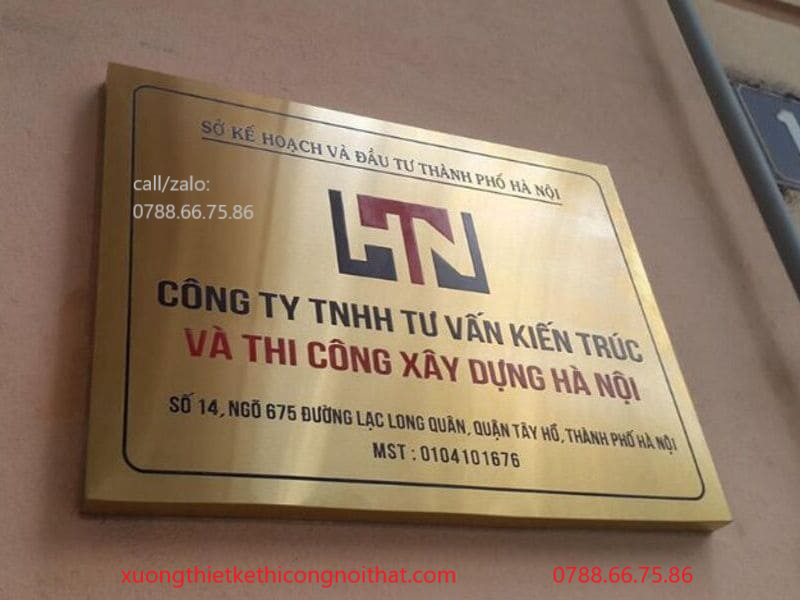 SỞ KẾ HOẠCH VÀ ĐẦU TƯ THÀNH PHỐ HÀ NỘI
call/zalo:
0788.66.75.86
HTN
CÔNG TY TNHH TƯ VẤN KIẾN TRÚC
VÀ THI CÔNG XÂY DỰNG HÀ NỘI
SỐ 14, NGÕ 675 ĐƯỜNG LẠC LONG QUÂN, QUẬN TÂY HỒ, THÀNH PHỐ HÀ NỘI
MST : 0104101676
1
xuongthietkethicongnoithat.com 0788.66.75.86